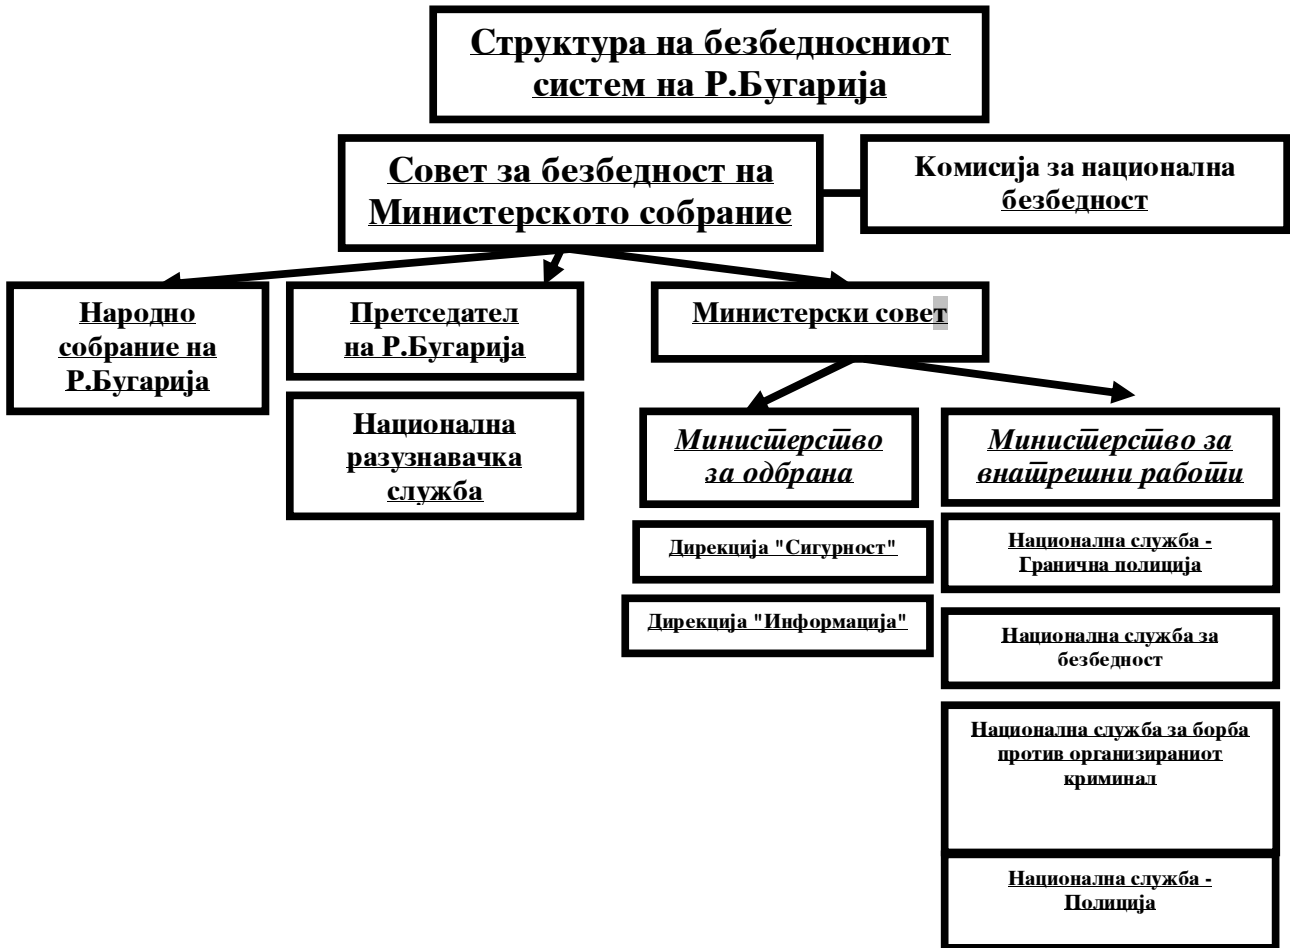 Структура на безбедносниот
систем на Р.Бугарија
Совет за безбедност на
Министерското собрание
Комисија за национална
безбедност
Народно
собрание на
Р.Бугарија
Претседател
на Р.Бугарија
Министерски совет
Национална
разузнавачка
служба
Министерство
за одбрана
Министерство за
внатрешни работи
Дирекција "Сигурност"
Дирекција "Информација"
Национална служба -
Гранична полиција
Национална служба за
безбедност
Национална служба за борба
против организираниот
криминал
Национална служба -
Полиција